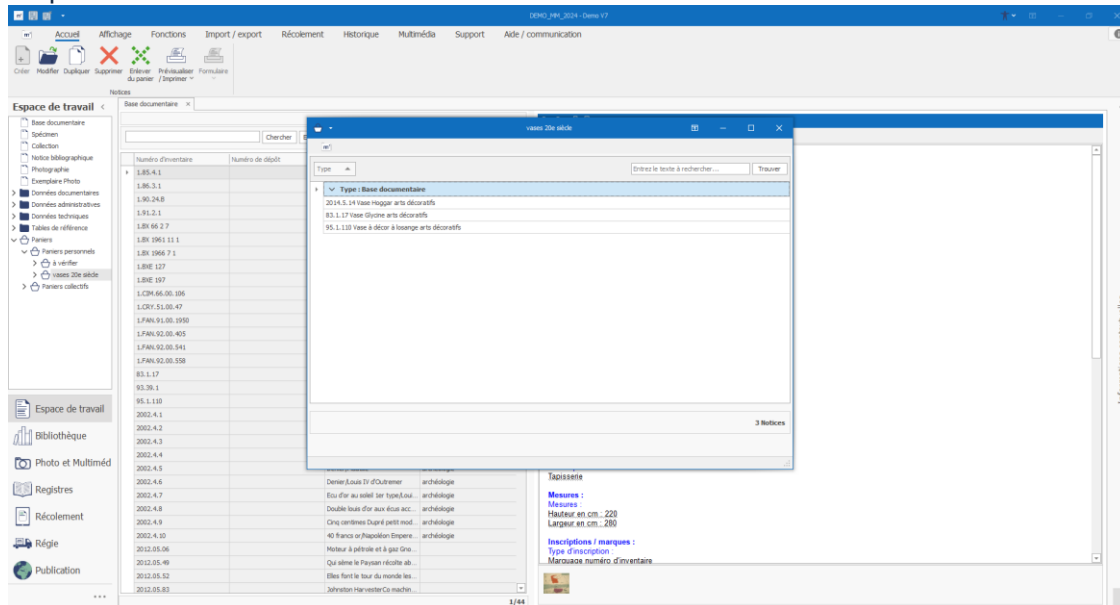 DEMO_MM_2024 - Demo V7
Accueil Affichage Fonctions Import / export Récolement Historique Multimédia Support Aide / communication
Créer Modifier Dupliquer Supprimer Enlever du panier Prévisualiser / Imprimer Formulaire
Notices
Espace de travail
Base documentaire
Spécimen
Collection
Notice bibliographique
Photographie
Exemplaire Photo
Données documentaires
Données administratives
Données techniques
Tables de référence
Paniers
Paniers personnels
à vérifier
vases 20e siècle
Paniers collectifs
Espace de travail
Bibliothèque
Photo et Multiméd
Registres
Récolement
Régie
Publication
Base documentaire
Chercher
Numéro d'inventaire Numéro de dépôt
1.85.4.1
1.86.3.1
1.90.24.8
1.91.2.1
1.BX 66 2 7
1.BX 1961 11 1
1.BX 1966 7 1
1.BXE 127
1.BXE 197
1.CIM.66.00.106
1.CRY.51.00.47
1.FAN.91.00.1950
1.FAN.92.00.405
1.FAN.92.00.541
1.FAN.92.00.558
83.1.17
93.39.1
95.1.110
2002.4.1
2002.4.2
2002.4.3
2002.4.4
2002.4.5
2002.4.6 Denier/Louis IV d'Outremer archéologie
2002.4.7 Ecu d'or au soleil 1er type/Loui... archéologie
2002.4.8 Double louis d'or aux écus acc... archéologie
2002.4.9 Cinq centimes Dupré petit mod... archéologie
2002.4.10 40 francs or/Napoléon Empere... archéologie
2012.05.06 Moteur à pétrole et à gaz Gno...
2012.05.49 Qui sème le Paysan récolte ab...
2012.05.52 Elles font le tour du monde les...
2012.05.83 Johnston HarvesterCo machin...
1/44
vases 20e siècle
Type
Entrez le texte à rechercher... Trouver
Type : Base documentaire
2014.5.14 Vase Hoggar arts décoratifs
83.1.17 Vase Glycine arts décoratifs
95.1.110 Vase à décor à losange arts décoratifs
3 Notices
Tapisserie
Mesures :
Mesures :
Hauteur en cm : 220
Largeur en cm : 280
Inscriptions / marques :
Type d'inscription :
Marquage numéro d'inventaire